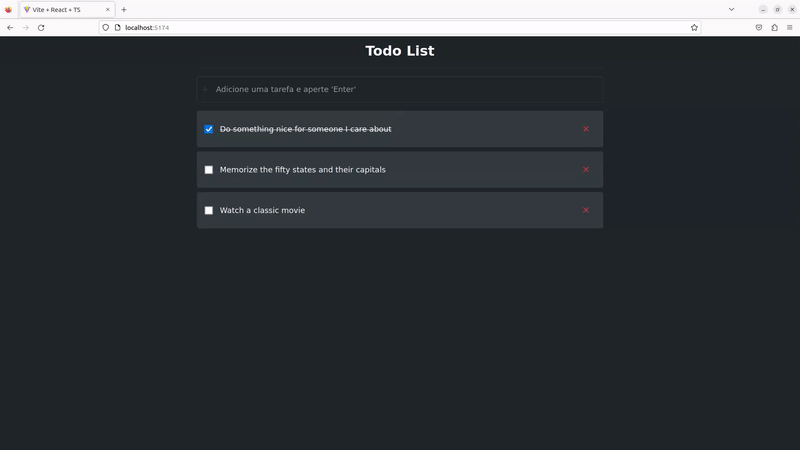 Vite + React + TS
localhost:5174
Todo List
Adicione uma tarefa e aperte 'Enter'
Do something nice for someone I care about
Memorize the fifty states and their capitals
Watch a classic movie